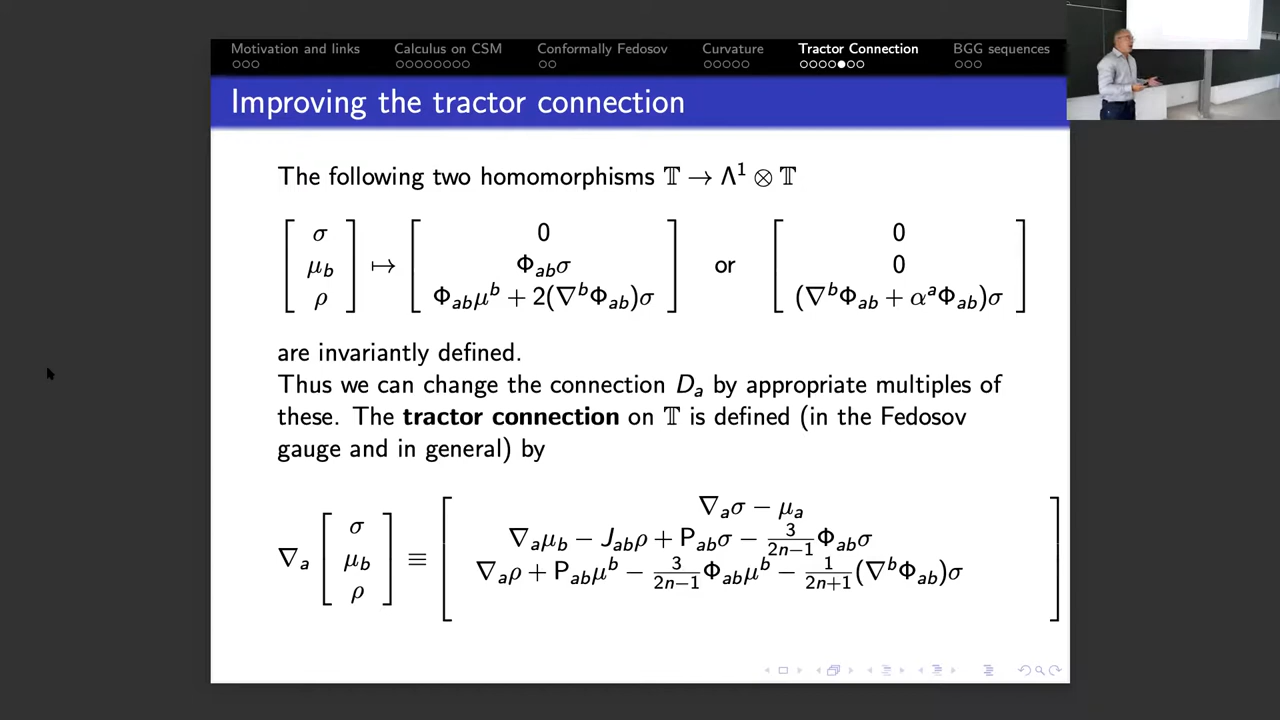 Motivation and links Calculus on CSM Conformally Fedosov Curvature Tractor Connection BGG sequences
Improving the tractor connection
The following two homomorphisms 𝕋 → Λ¹ ⊗ 𝕋
[ σ ; μ_b ; ρ ] ↦ [ 0 ; Φ_{ab}σ ; Φ_{ab}μ^b + 2(∇^bΦ_{ab})σ ] or [ 0 ; 0 ; (∇^bΦ_{ab} + α^aΦ_{ab})σ ]
are invariantly defined.
Thus we can change the connection D_a by appropriate multiples of
these. The tractor connection on 𝕋 is defined (in the Fedosov
gauge and in general) by
∇_a [ σ ; μ_b ; ρ ] ≡ [ ∇_aσ − μ_a ; ∇_aμ_b − J_{ab}ρ + P_{ab}σ − 3/(2n−1) Φ_{ab}σ ; ∇_aρ + P_{ab}μ^b − 3/(2n−1) Φ_{ab}μ^b − 1/(2n+1) (∇^bΦ_{ab})σ ]